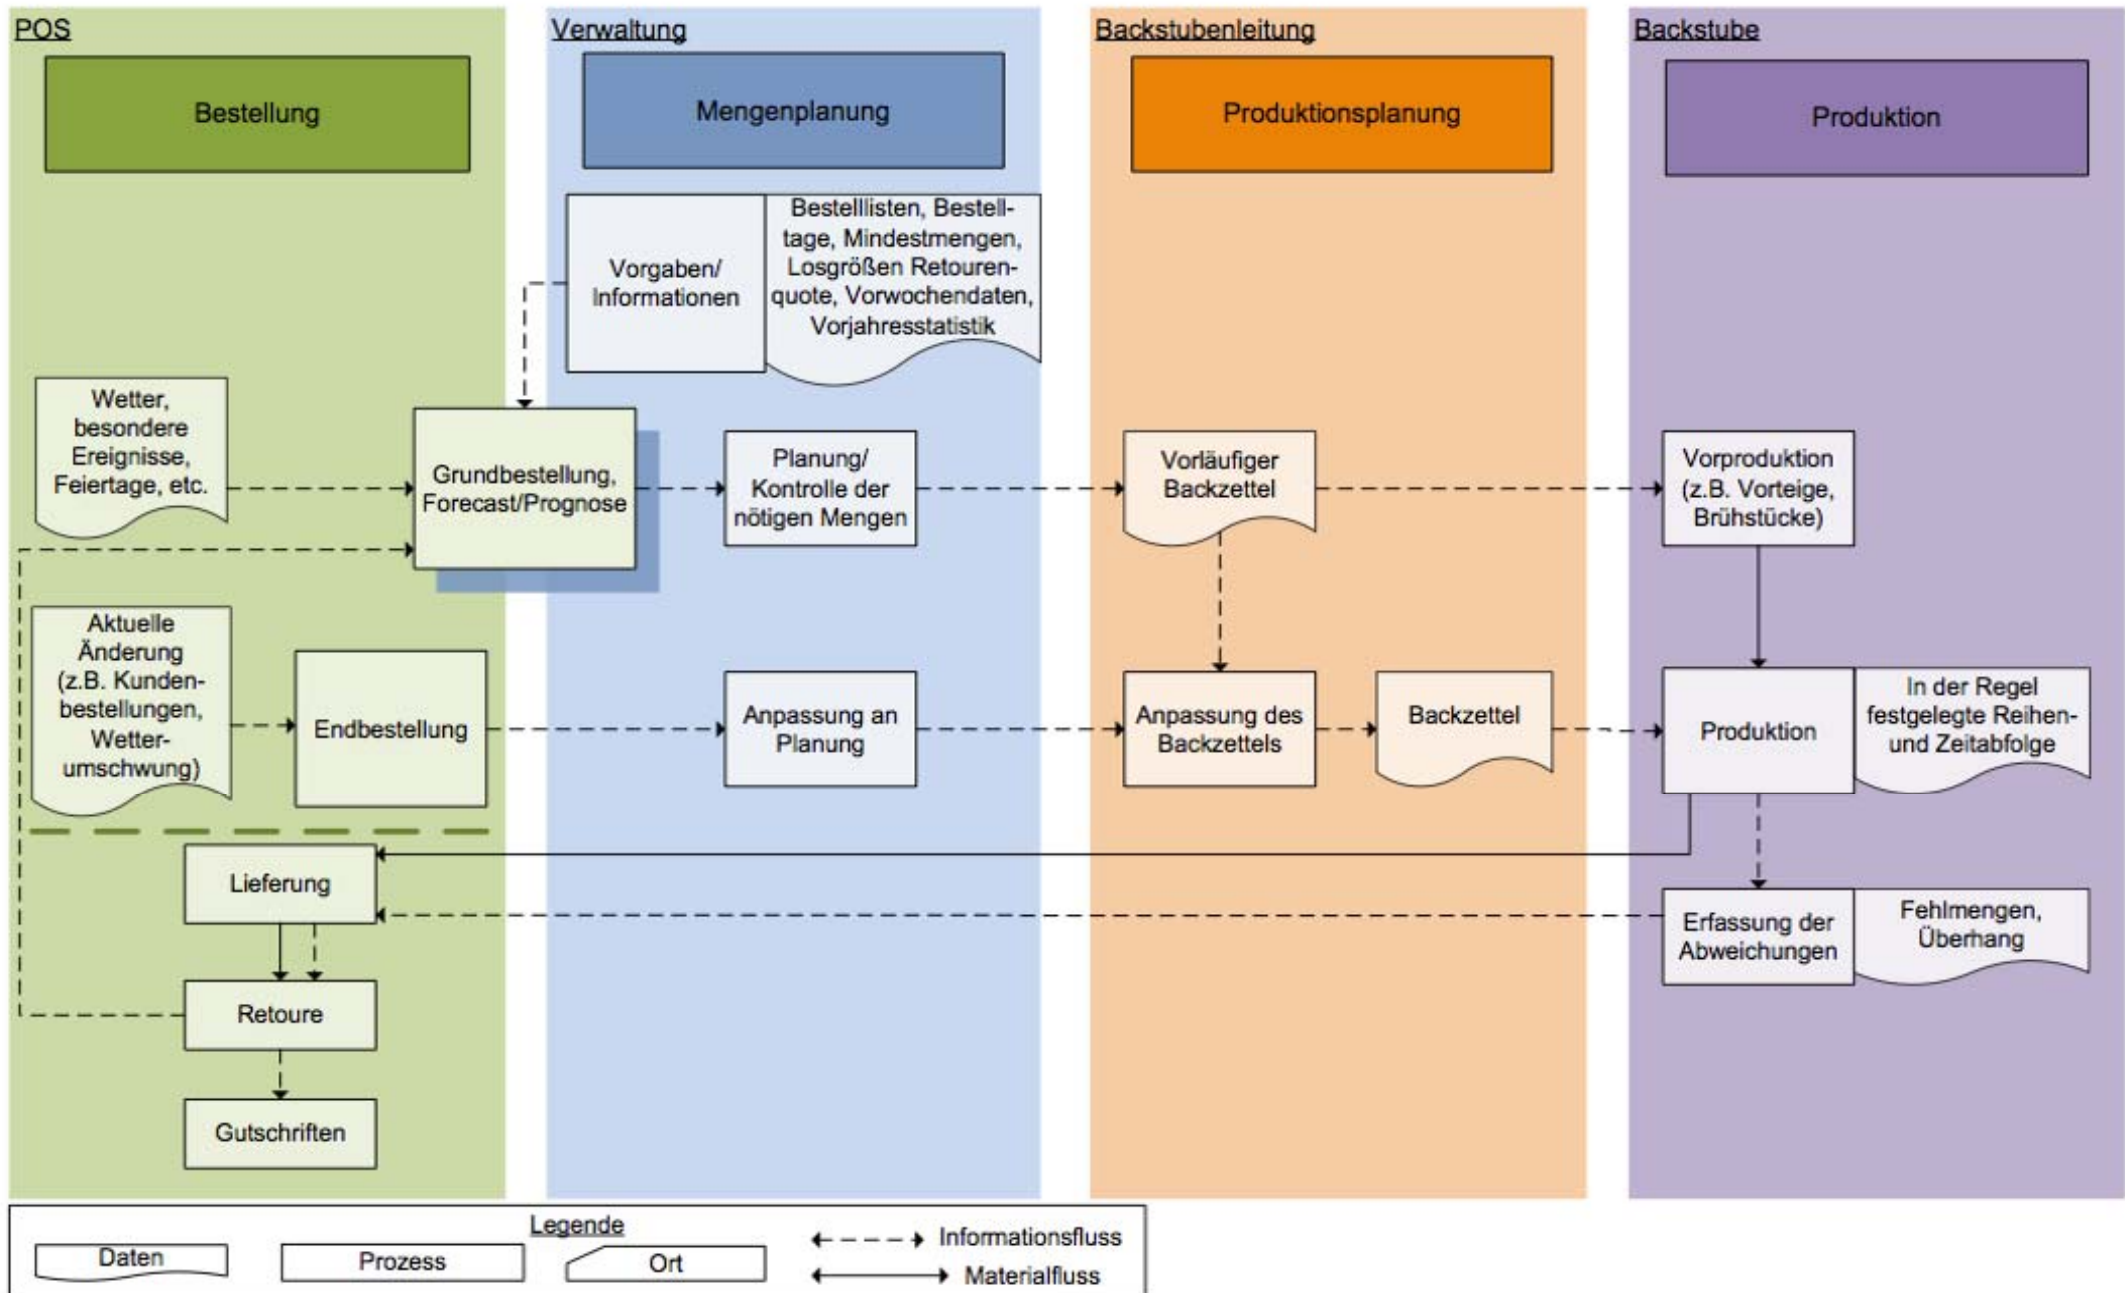 POS
Bestellung
Verwaltung
Mengenplanung
Backstubenleitung
Produktionsplanung
Backstube
Produktion
Vorgaben/
Informationen
Bestelllisten, Bestell-
tage, Mindestmengen,
Losgrößen Retouren-
quote, Vorwochendaten,
Vorjahresstatistik
Wetter,
besondere
Ereignisse,
Feiertage, etc.
Grundbestellung,
Forecast/Prognose
Planung/
Kontrolle der
nötigen Mengen
Vorläufiger
Backzettel
Vorproduktion
(z.B. Vorteige,
Brühstücke)
Aktuelle
Änderung
(z.B. Kunden-
bestellungen,
Wetter-
umschwung)
Endbestellung
Anpassung an
Planung
Anpassung des
Backzettels
Backzettel
Produktion
In der Regel
festgelegte Reihen-
und Zeitabfolge
Lieferung
Erfassung der
Abweichungen
Fehlmengen,
Überhang
Retoure
Gutschriften
Legende
Daten
Prozess
Ort
Informationsfluss
Materialfluss